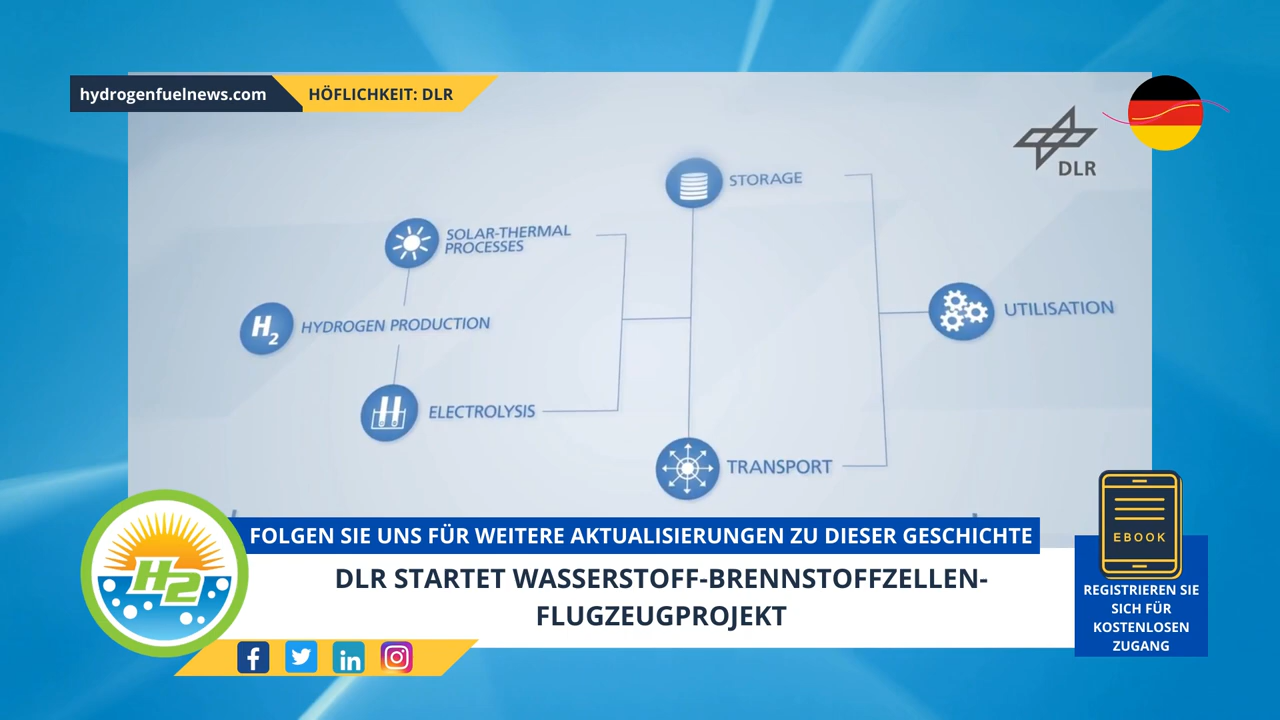 hydrogenfuelnews.com
HÖFLICHKEIT: DLR
DLR
STORAGE
SOLAR-THERMAL
PROCESSES
H2
HYDROGEN PRODUCTION
UTILISATION
ELECTROLYSIS
TRANSPORT
FOLGEN SIE UNS FÜR WEITERE AKTUALISIERUNGEN ZU DIESER GESCHICHTE
DLR STARTET WASSERSTOFF-BRENNSTOFFZELLEN-
FLUGZEUGPROJEKT
H2
EBOOK
REGISTRIEREN SIE
SICH FÜR
KOSTENLOSEN
ZUGANG